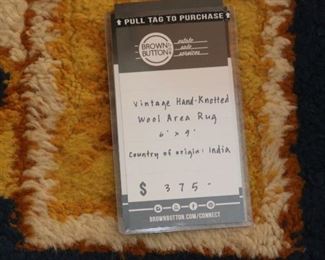 PULL TAG TO PURCHASE
BROWN
BUTTON
estate
sale
services
Vintage Hand-Knotted
Wool Area Rug
6' x 9'
Country of origin: India
$ 375-
BROWNBUTTON.COM/CONNECT